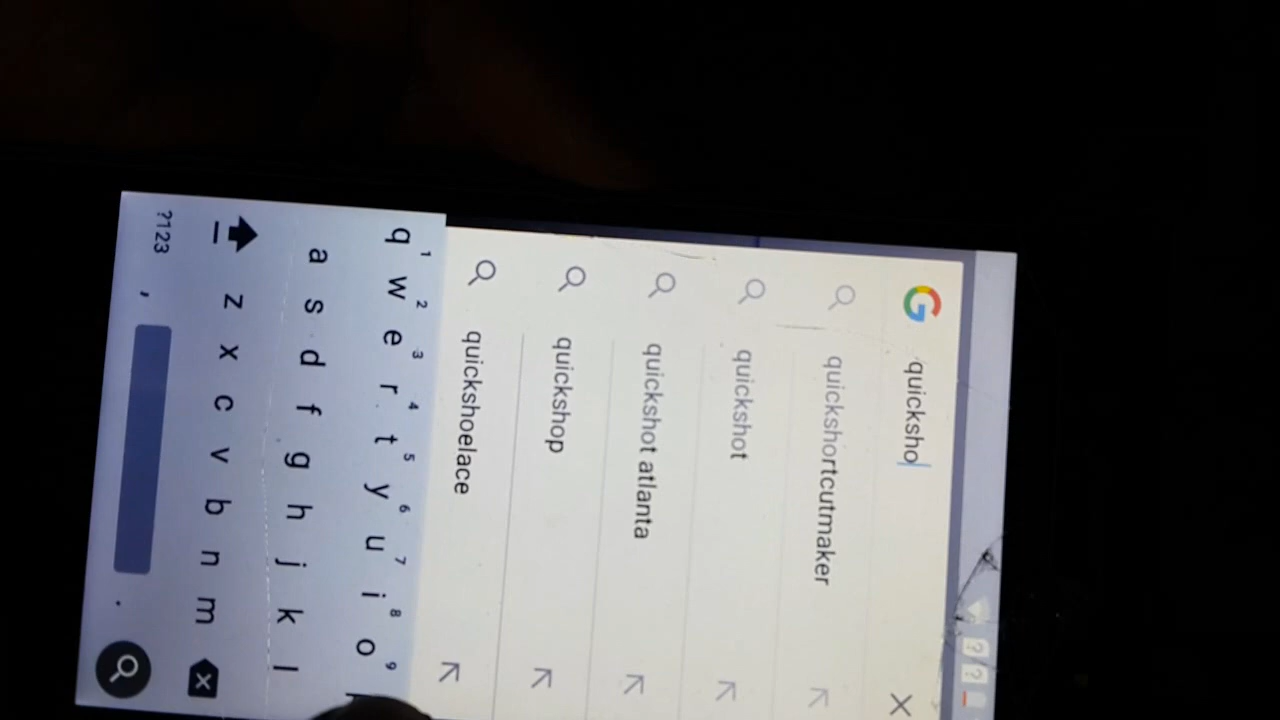 quicksho
quickshortcutmaker
quickshot
quickshot atlanta
quickshop
quickshoelace
1 2 3 4 5 6 7 8 9
q w e r t y u i o
a s d f g h j k l
z x c v b n m
?123 , .